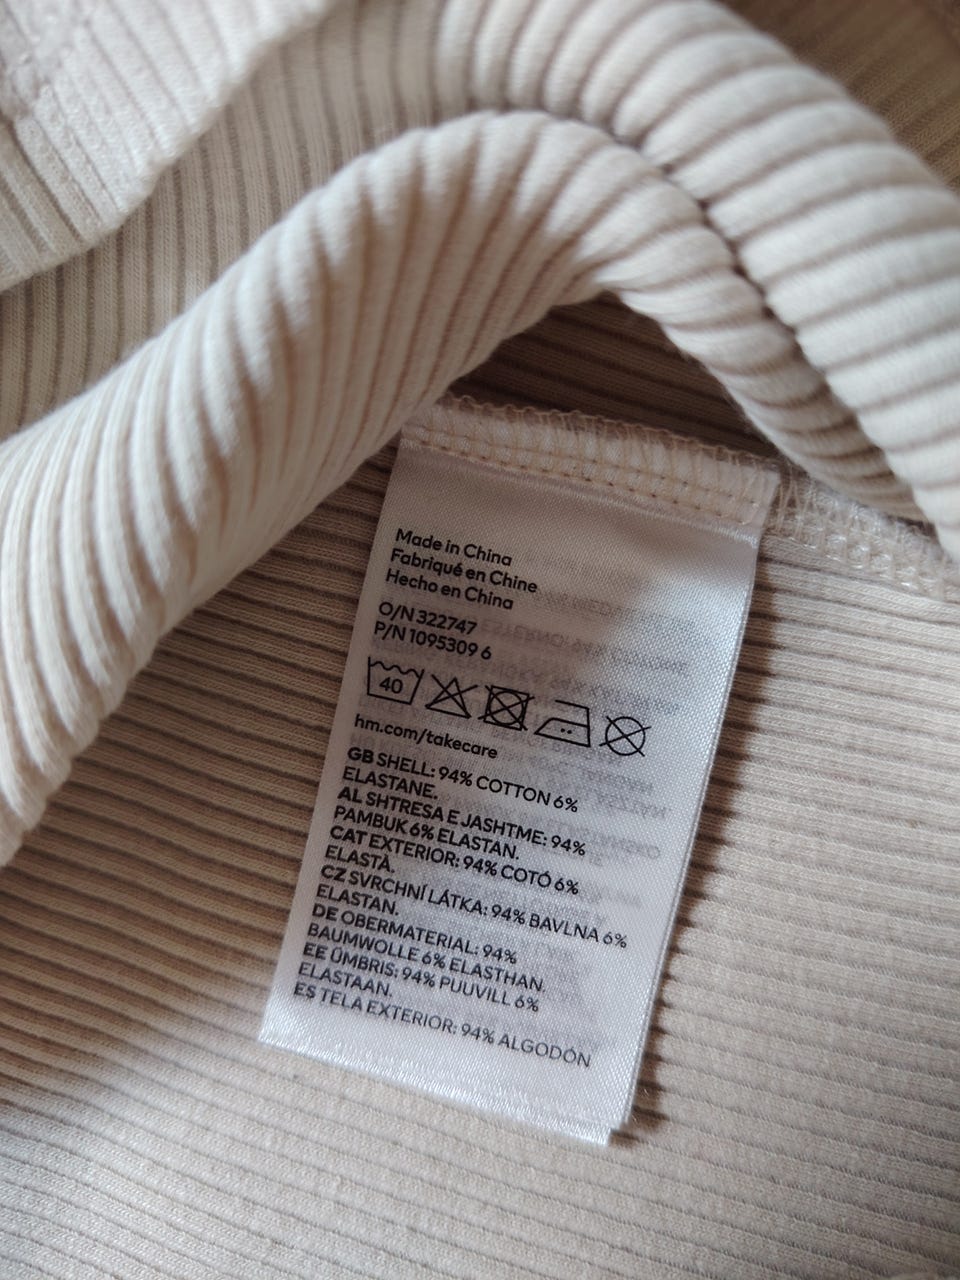 Made in China
Fabriqué en Chine
Hecho en China
O/N 322747
P/N 1095309 6
40
hm.com/takecare
GB SHELL: 94% COTTON 6%
ELASTANE.
AL SHTRESA E JASHTME: 94%
PAMBUK 6% ELASTAN.
CAT EXTERIOR: 94% COTÓ 6%
ELASTÀ.
CZ SVRCHNÍ LÁTKA: 94% BAVLNA 6%
ELASTAN.
DE OBERMATERIAL: 94%
BAUMWOLLE 6% ELASTHAN.
EE ÜMBRIS: 94% PUUVILL 6%
ELASTAAN.
ES TELA EXTERIOR: 94% ALGODÓN